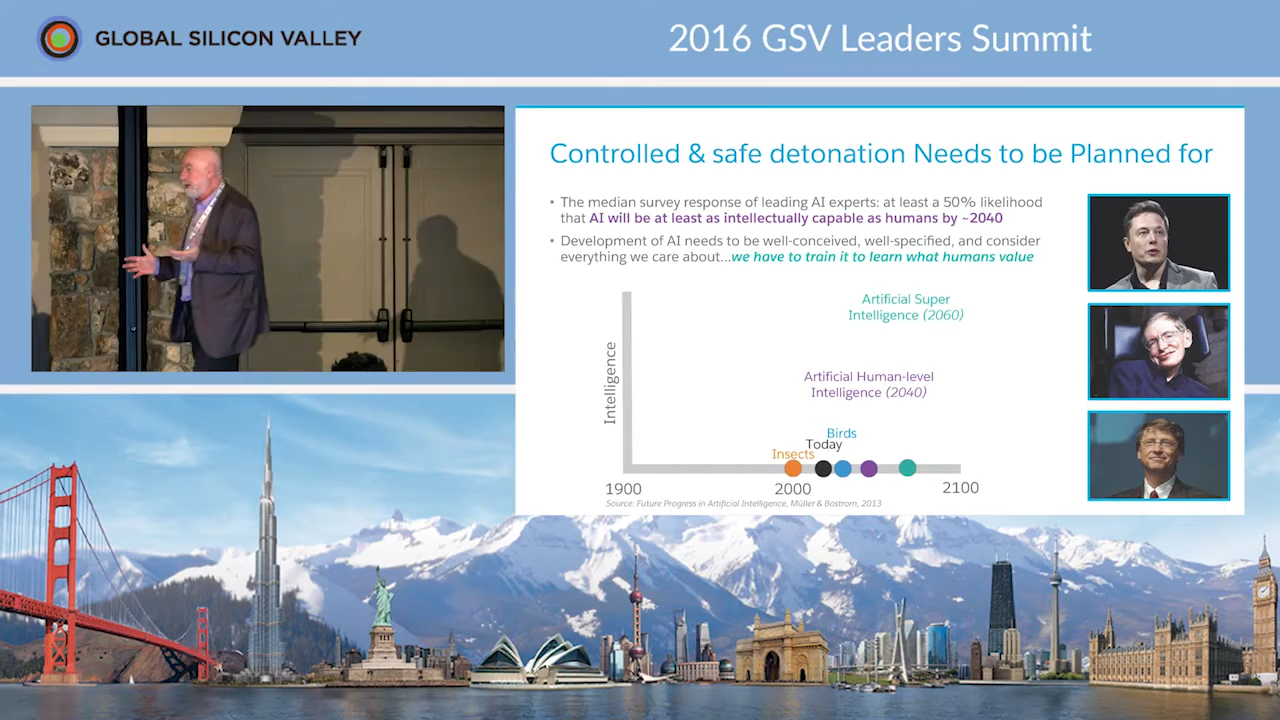 GLOBAL SILICON VALLEY
2016 GSV Leaders Summit
Controlled & safe detonation Needs to be Planned for
• The median survey response of leading AI experts: at least a 50% likelihood
that AI will be at least as intellectually capable as humans by ~2040
• Development of AI needs to be well-conceived, well-specified, and consider
everything we care about...we have to train it to learn what humans value
Artificial Super
Intelligence (2060)
Intelligence
Artificial Human-level
Intelligence (2040)
Birds
Today
Insects
1900
2000
2100
Source: Future Progress in Artificial Intelligence, Müller & Bostrom, 2013